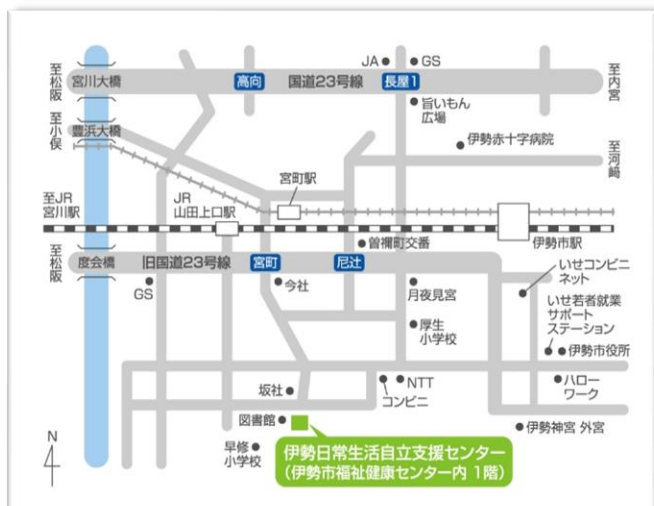 JA
GS
至松阪
宮川大橋
高向
国道23号線
長屋1
至内宮
旨いもん
広場
至小俣
豊浜大橋
伊勢赤十字病院
至河崎
宮町駅
至JR
宮川駅
JR
山田上口駅
曽禰町交番
伊勢市駅
至松阪
度会橋
旧国道23号線
宮町
尼辻
いせコンビニ
ネット
GS
今社
月夜見宮
いせ若者就業
サポート
ステーション
厚生
小学校
伊勢市役所
坂社
NTT
コンビニ
ハロー
ワーク
図書館
伊勢神宮 外宮
早修
小学校
伊勢日常生活自立支援センター
(伊勢市福祉健康センター内 1階)
N